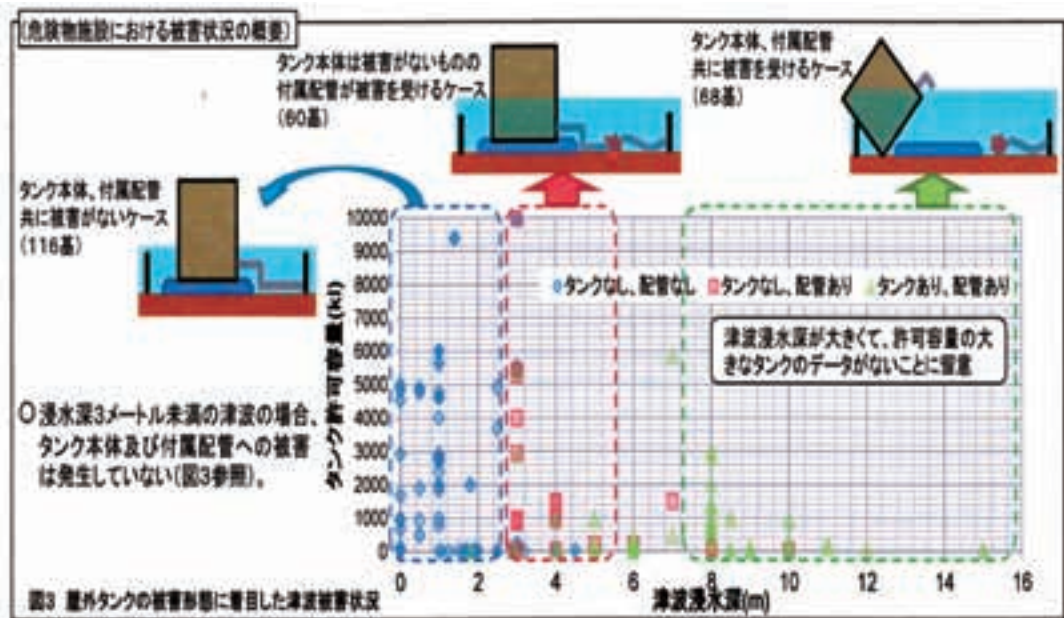 (危険物施設における被害状況の概要)
タンク本体は被害がないものの
付属配管が被害を受けるケース
(60基)
タンク本体、付属配管
共に被害を受けるケース
(68基)
タンク本体、付属配管
共に被害がないケース
(116基)
○浸水深3メートル未満の津波の場合、
タンク本体及び付属配管への被害
は発生していない(図3参照)。
タンク許可容量(kl)
10000
9000
8000
7000
6000
5000
4000
3000
2000
1000
0
タンクなし、配管なし タンクなし、配管あり タンクあり、配管あり
津波浸水深が大きくて、許可容量の大
きなタンクのデータがないことに留意
0 2 4 6 8 10 12 14 16
津波浸水深(m)
図3 屋外タンクの被害形態に着目した津波被害状況